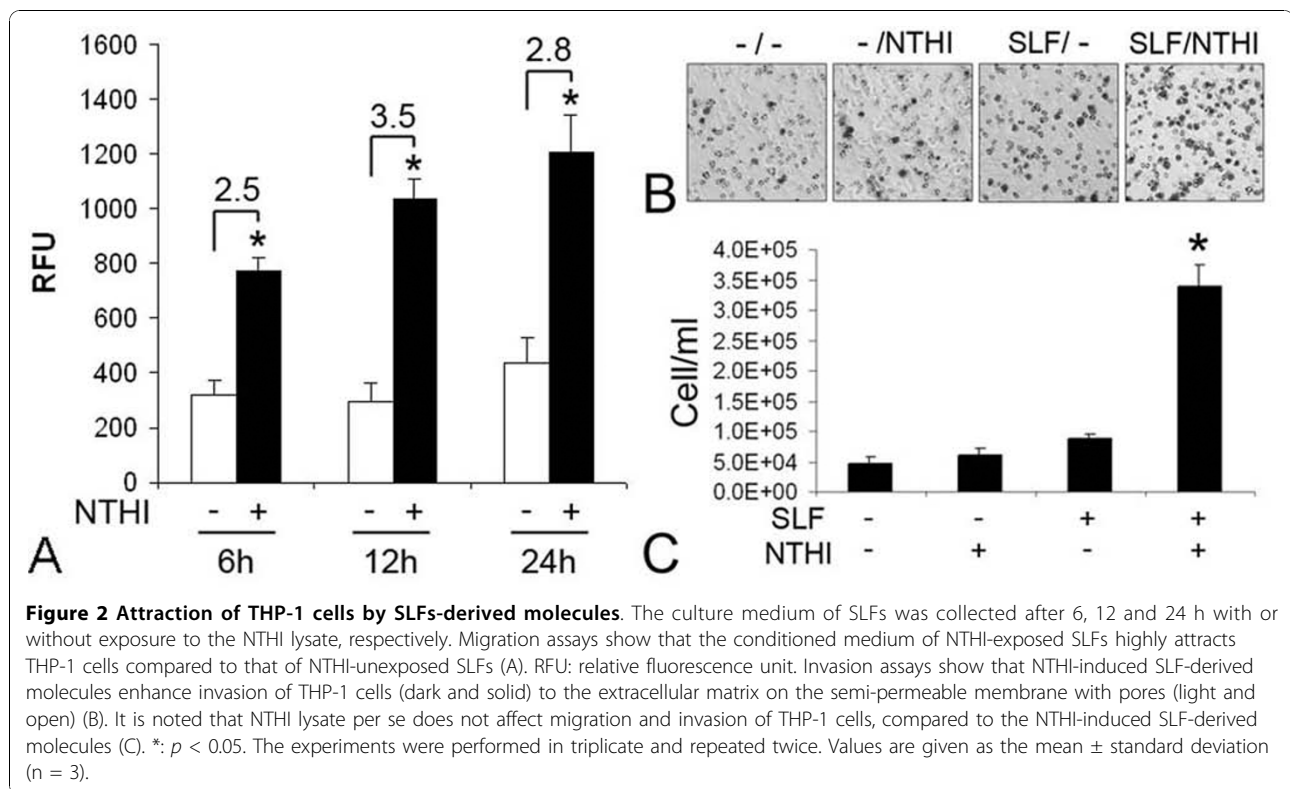 1600
1400
1200
1000
800
600
400
200
0
RFU
2.5
*
3.5
*
2.8
*
NTHI - + - + - +
6h 12h 24h
A
- / - - /NTHI SLF/ - SLF/NTHI
B
4.0E+05
3.5E+05
3.0E+05
2.5E+05
2.0E+05
1.5E+05
1.0E+05
5.0E+04
0.0E+00
Cell/ml
*
SLF - - + +
NTHI - + - +
C
Figure 2 Attraction of THP-1 cells by SLFs-derived molecules. The culture medium of SLFs was collected after 6, 12 and 24 h with or
without exposure to the NTHI lysate, respectively. Migration assays show that the conditioned medium of NTHI-exposed SLFs highly attracts
THP-1 cells compared to that of NTHI-unexposed SLFs (A). RFU: relative fluorescence unit. Invasion assays show that NTHI-induced SLF-derived
molecules enhance invasion of THP-1 cells (dark and solid) to the extracellular matrix on the semi-permeable membrane with pores (light and
open) (B). It is noted that NTHI lysate per se does not affect migration and invasion of THP-1 cells, compared to the NTHI-induced SLF-derived
molecules (C). *: p < 0.05. The experiments were performed in triplicate and repeated twice. Values are given as the mean ± standard deviation
(n = 3).